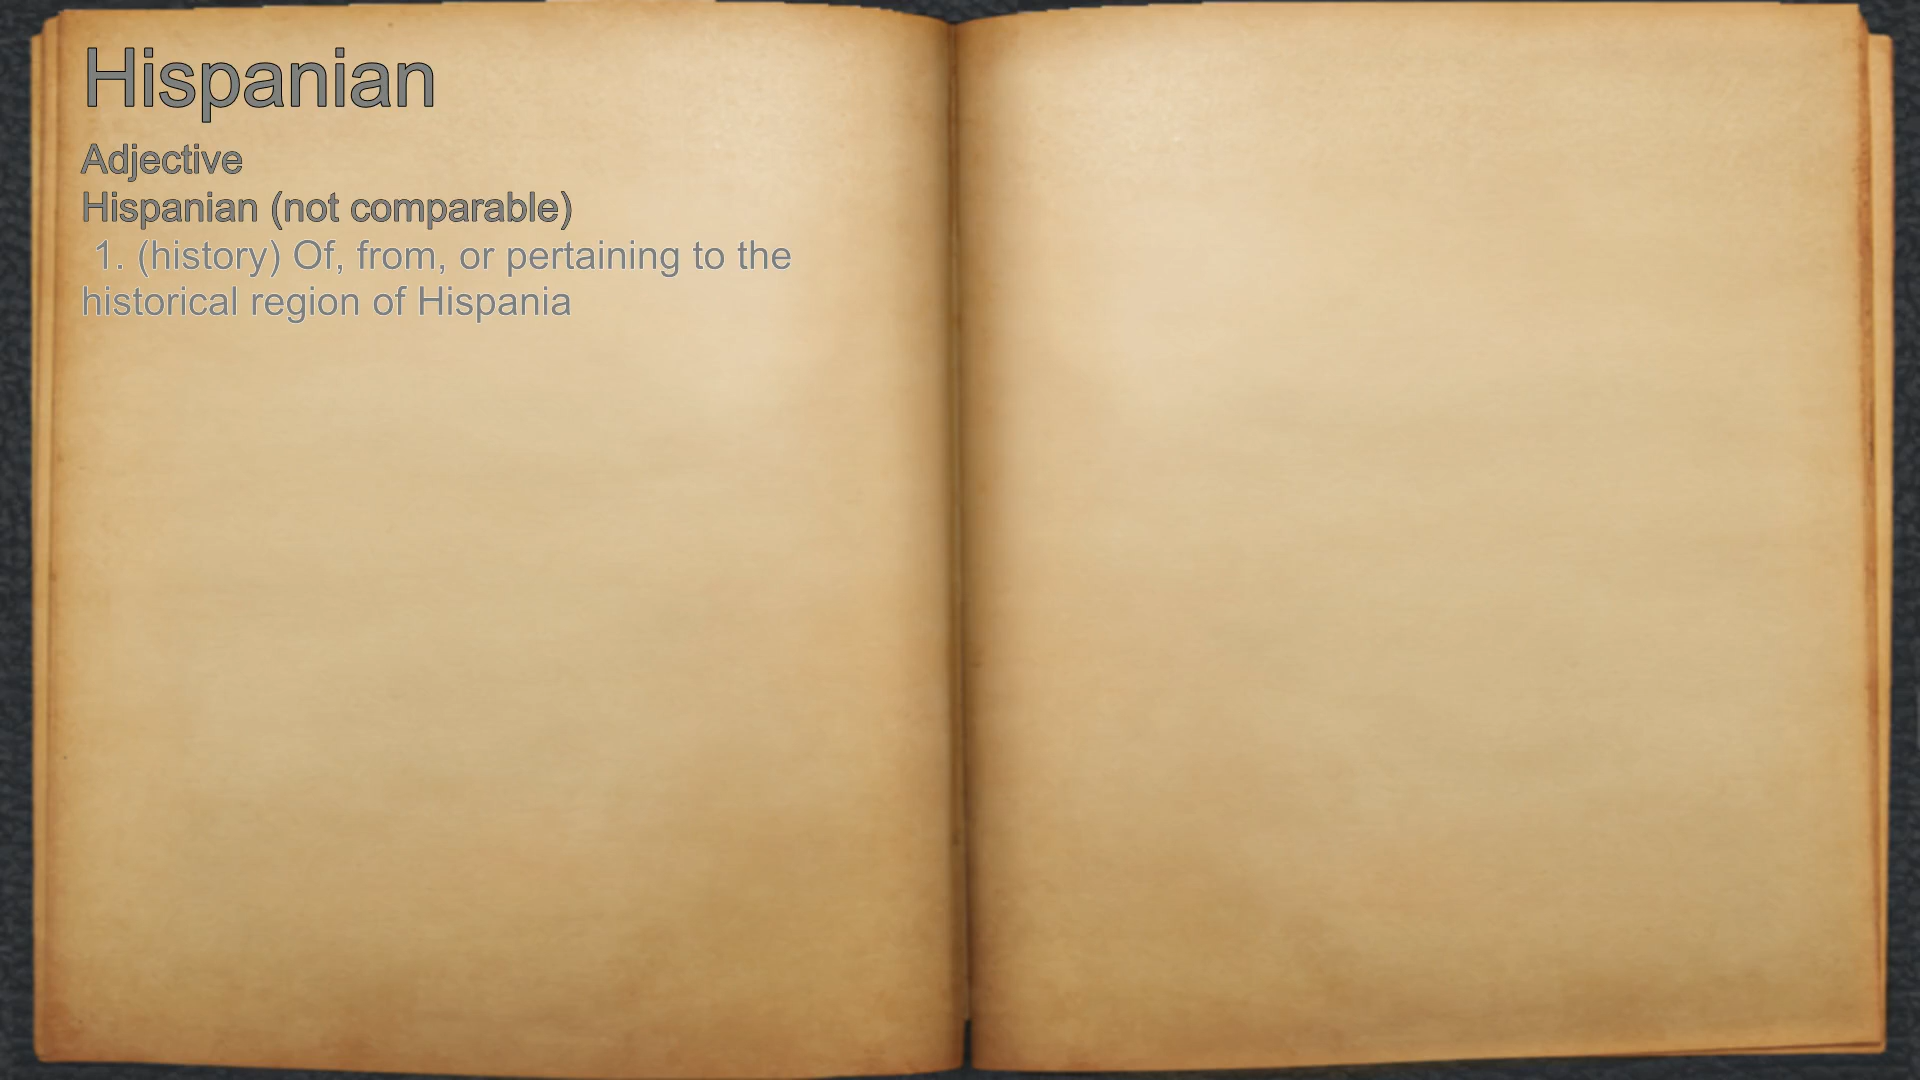 Hispanian
Adjective
Hispanian (not comparable)
1. (history) Of, from, or pertaining to the
historical region of Hispania